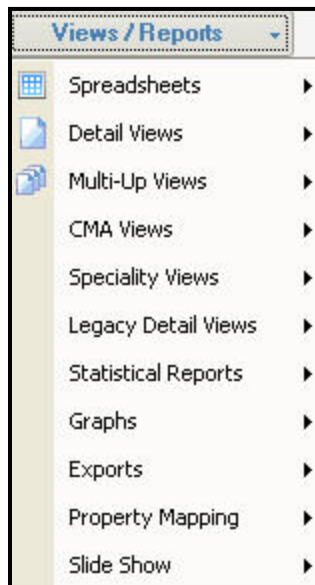 Views / Reports
Spreadsheets
Detail Views
Multi-Up Views
CMA Views
Speciality Views
Legacy Detail Views
Statistical Reports
Graphs
Exports
Property Mapping
Slide Show